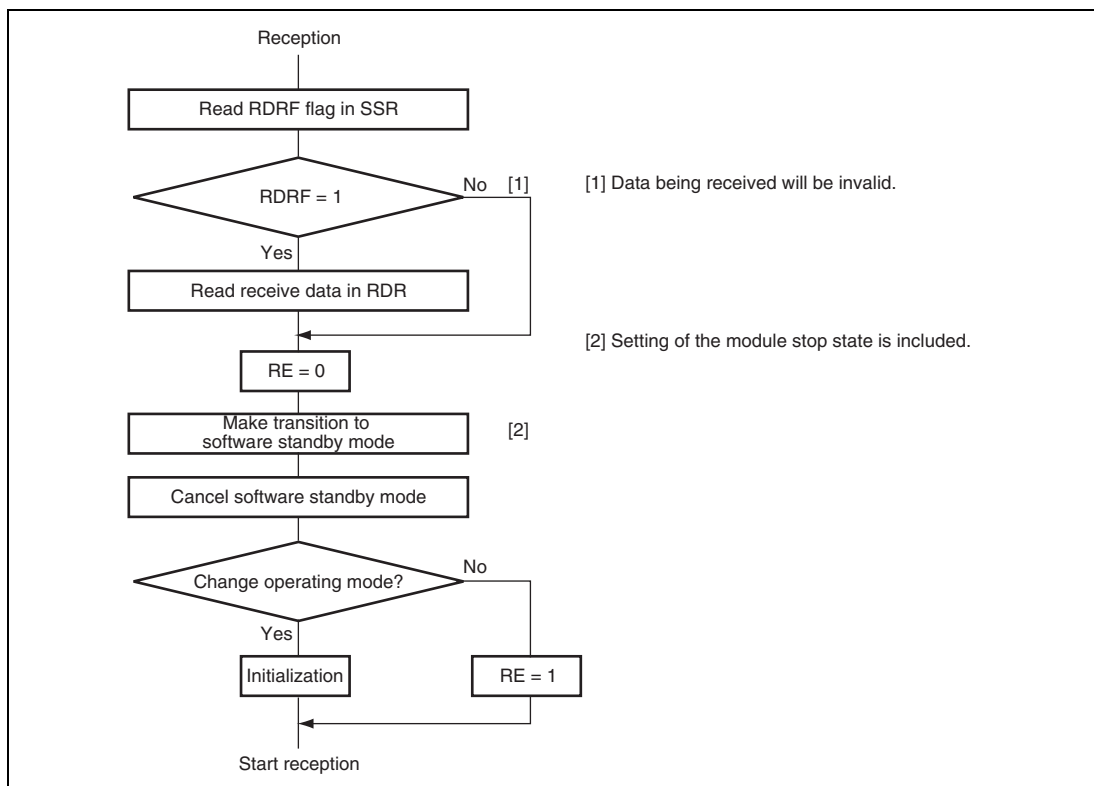 Reception
Read RDRF flag in SSR
No [1]
[1] Data being received will be invalid.
RDRF = 1
Yes
Read receive data in RDR
[2] Setting of the module stop state is included.
RE = 0
Make transition to
software standby mode
[2]
Cancel software standby mode
No
Change operating mode?
Yes
Initialization
RE = 1
Start reception